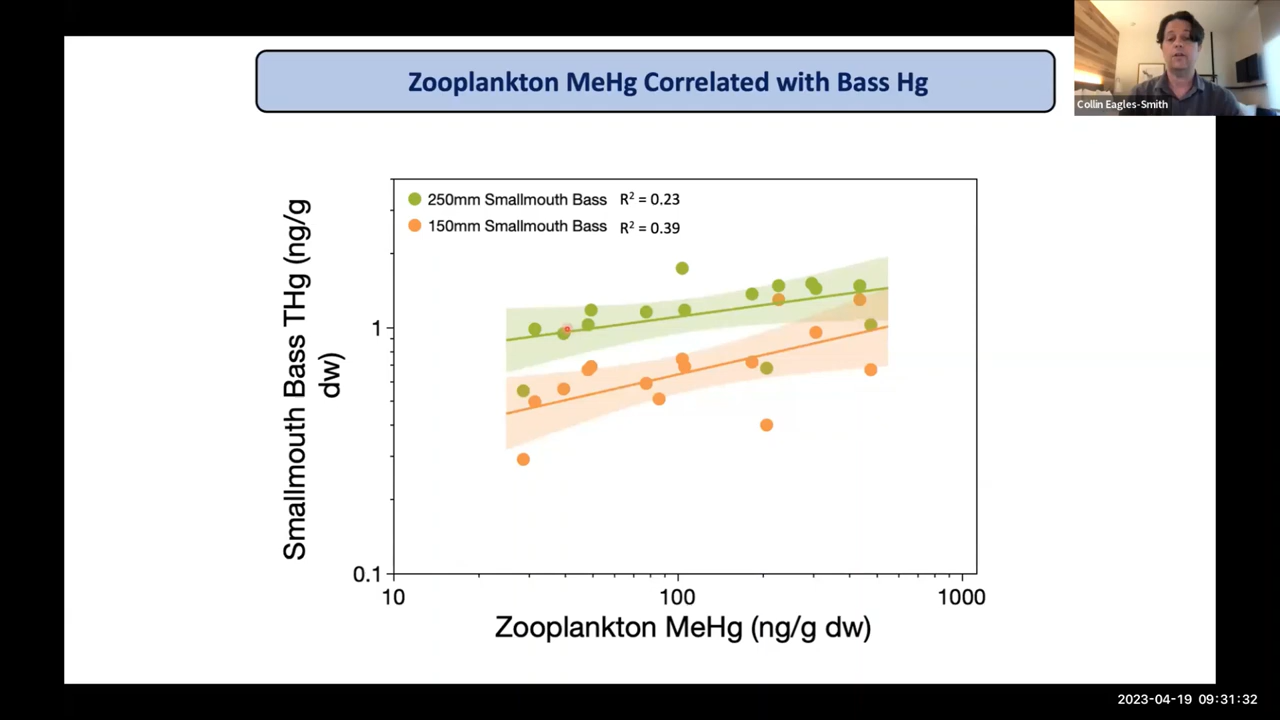 Zooplankton MeHg Correlated with Bass Hg
Collin Eagles-Smith
250mm Smallmouth Bass R² = 0.23
150mm Smallmouth Bass R² = 0.39
Smallmouth Bass THg (ng/g
dw)
1
0.1
10 100 1000
Zooplankton MeHg (ng/g dw)
2023-04-19 09:31:32